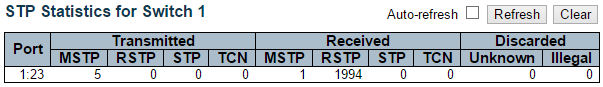 STP Statistics for Switch 1
Auto-refresh Refresh Clear
Port Transmitted Received Discarded
MSTP RSTP STP TCN MSTP RSTP STP TCN Unknown Illegal
1:23 5 0 0 0 1 1994 0 0 0 0